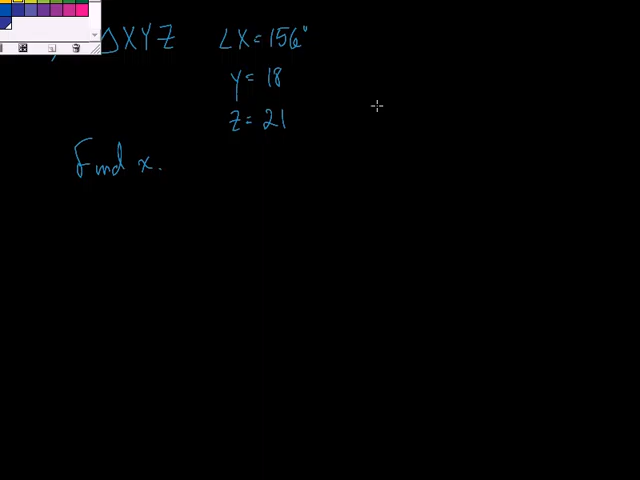 △XYZ ∠X = 156°
y = 18
z = 21
Find x.